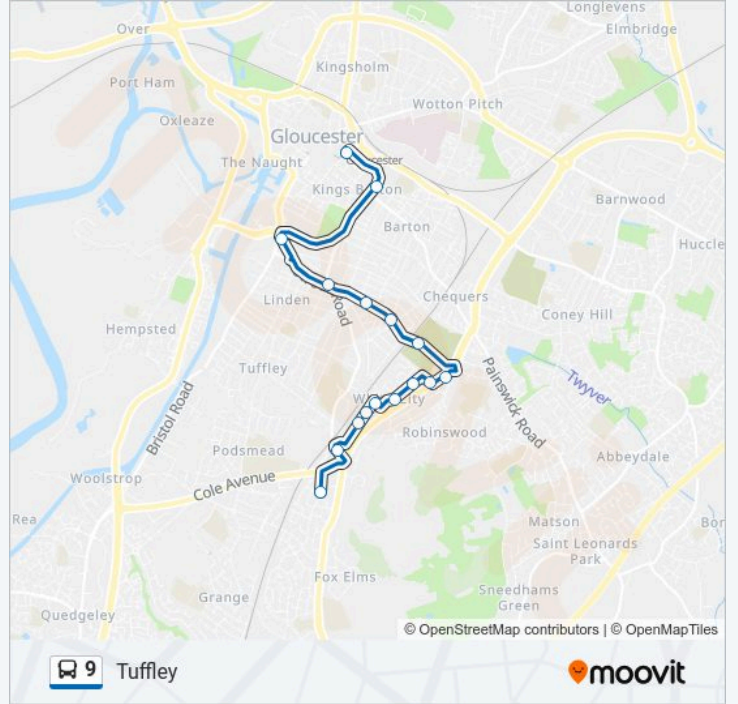 Longlevens
Over
Elmbridge
Kingsholm
Port Ham
Wotton Pitch
Oxleaze
Gloucester
The Naught
Barnwood
Barton
Huccle
Linden
Road
Chequers
Coney Hill
Hempsted
Tuffley
Painswick Road
Twyver
Bristol Road
Robinswood
Podsmead
Abbeydale
Woolstrop
Cole Avenue
Rea
Matson
Bor
Saint Leonards
Park
Fox Elms
Grange
Sneedhams
Green
Quedgeley
© OpenStreetMap contributors | © OpenMapTiles
9 Tuffley
moovit